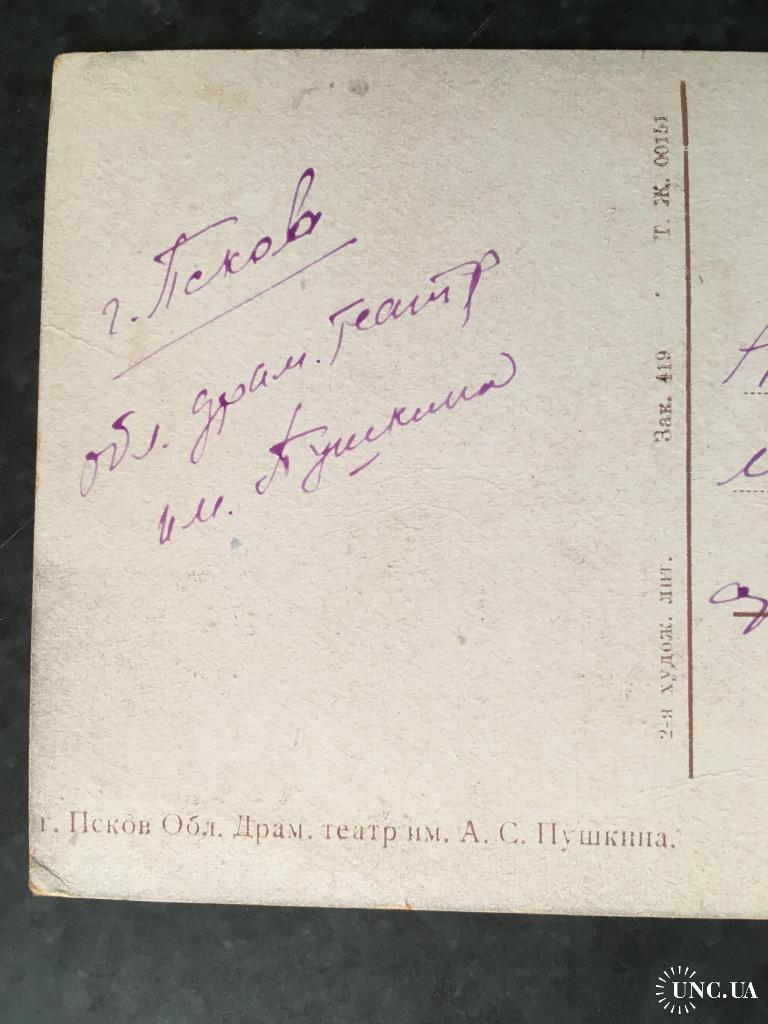 г. Псков
обл. драм. театр
им. Пушкина
2-я худож. лит. Зак. 419 Т. Ж. 00151
г. Псков Обл. Драм. театр им. А. С. Пушкина.
UNC.UA